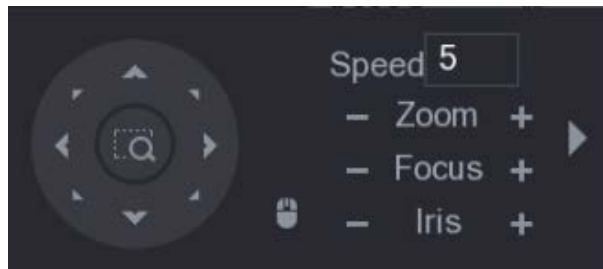 Speed 5
– Zoom +
– Focus +
– Iris +